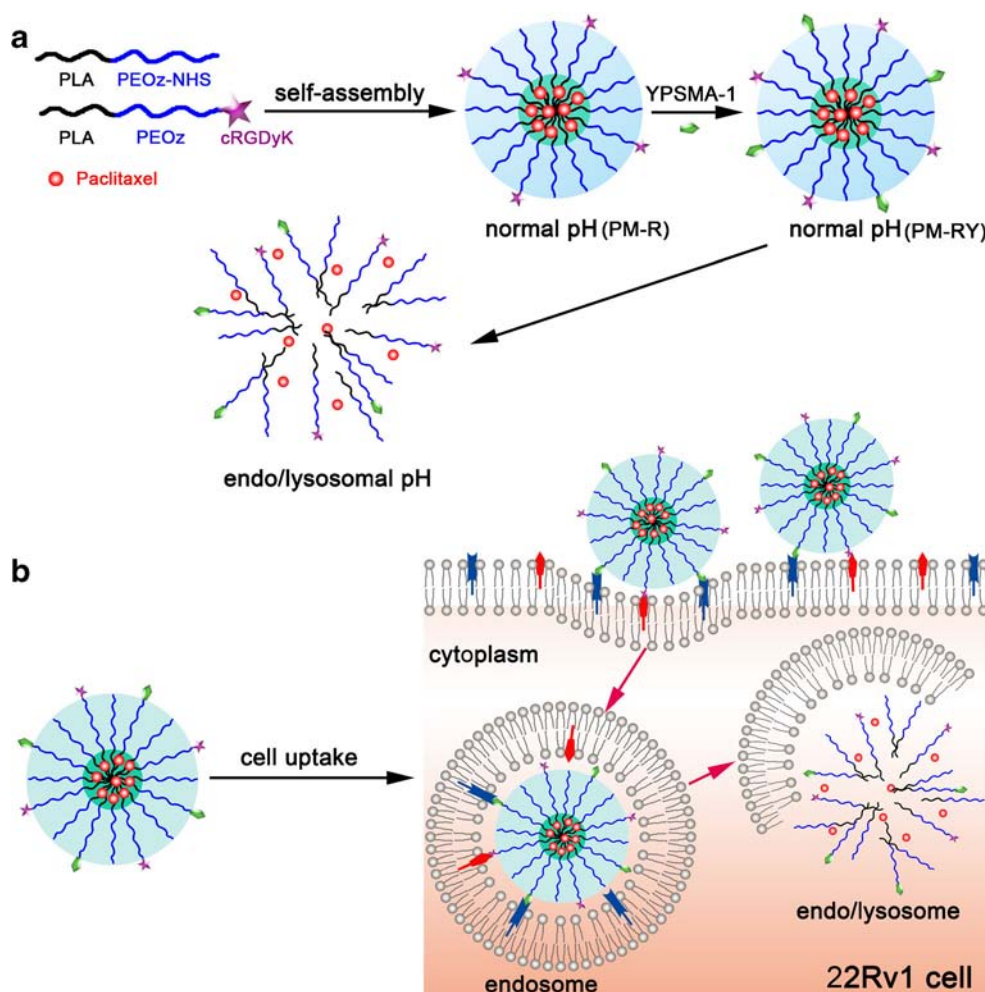 a
PLA PEOz-NHS
PLA PEOz cRGDyK
Paclitaxel
self-assembly
YPSMA-1
normal pH (PM-R)
normal pH (PM-RY)
endo/lysosomal pH
b
cell uptake
cytoplasm
endosome
endo/lysosome
22Rv1 cell